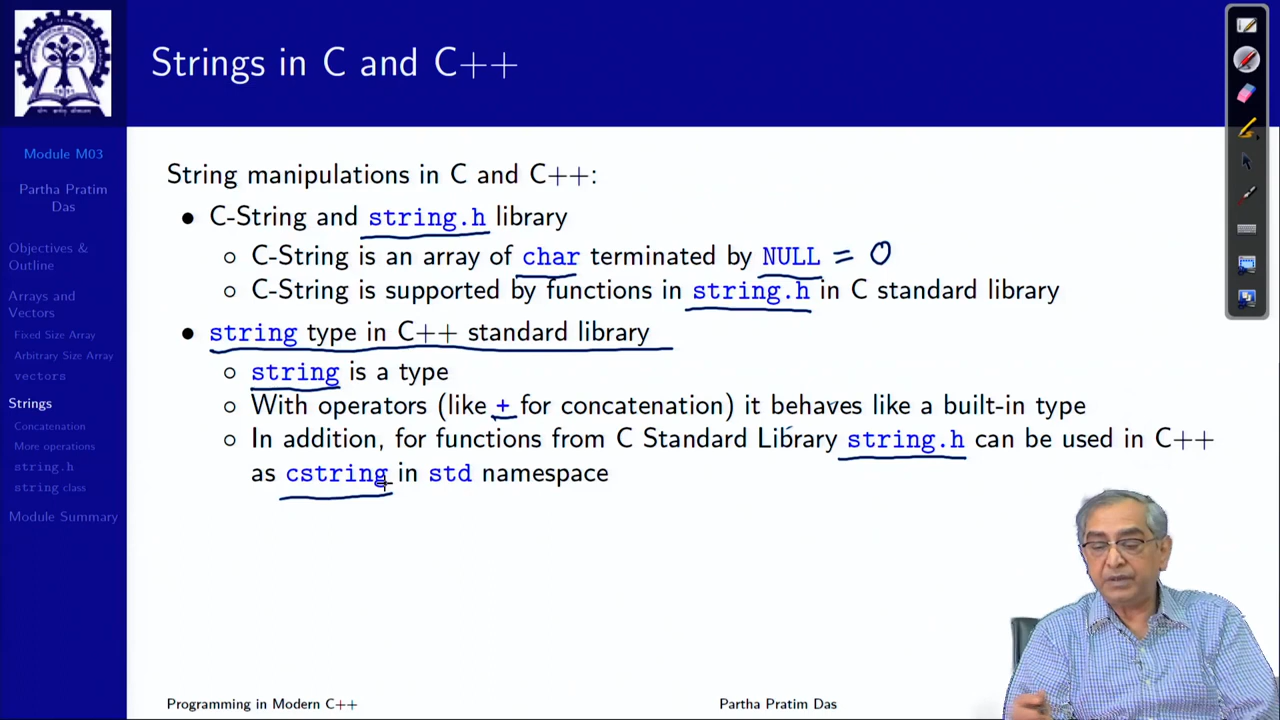 Strings in C and C++
Module M03
Partha Pratim
Das
Objectives &
Outline
Arrays and
Vectors
Fixed Size Array
Arbitrary Size Array
vectors
Strings
Concatenation
More operations
string.h
string class
Module Summary
String manipulations in C and C++:
• C-String and string.h library
○ C-String is an array of char terminated by NULL = 0
○ C-String is supported by functions in string.h in C standard library
• string type in C++ standard library
○ string is a type
○ With operators (like + for concatenation) it behaves like a built-in type
○ In addition, for functions from C Standard Library string.h can be used in C++
as cstring in std namespace
Programming in Modern C++
Partha Pratim Das